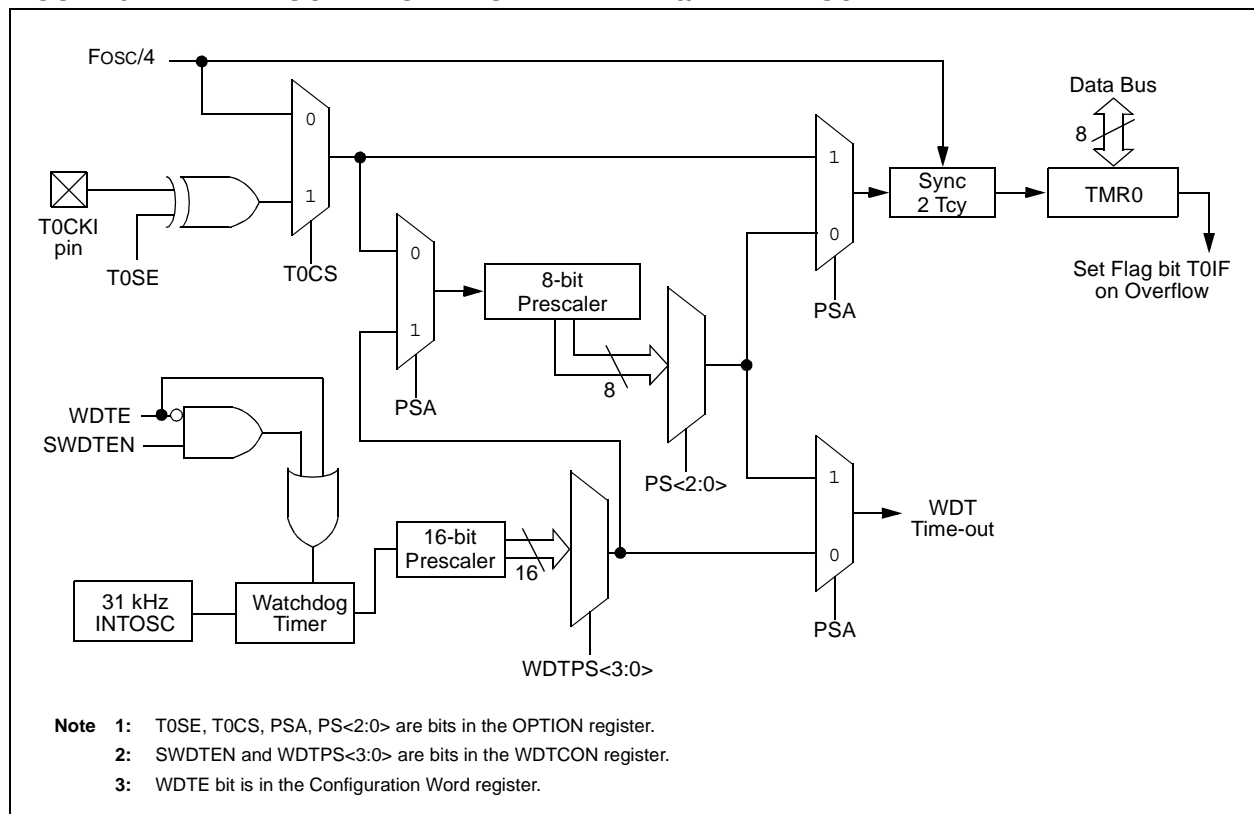 FOSC/4
Data Bus
8
0
1
T0CKI
pin
T0SE
T0CS
0
1
PSA
8-bit
Prescaler
8
PS<2:0>
1
0
PSA
Sync
2 TCY
TMR0
Set Flag bit T0IF
on Overflow
WDTE
SWDTEN
31 kHz
INTOSC
Watchdog
Timer
16-bit
Prescaler
16
WDTPS<3:0>
1
0
PSA
WDT
Time-out
Note 1: T0SE, T0CS, PSA, PS<2:0> are bits in the OPTION register.
2: SWDTEN and WDTPS<3:0> are bits in the WDTCON register.
3: WDTE bit is in the Configuration Word register.